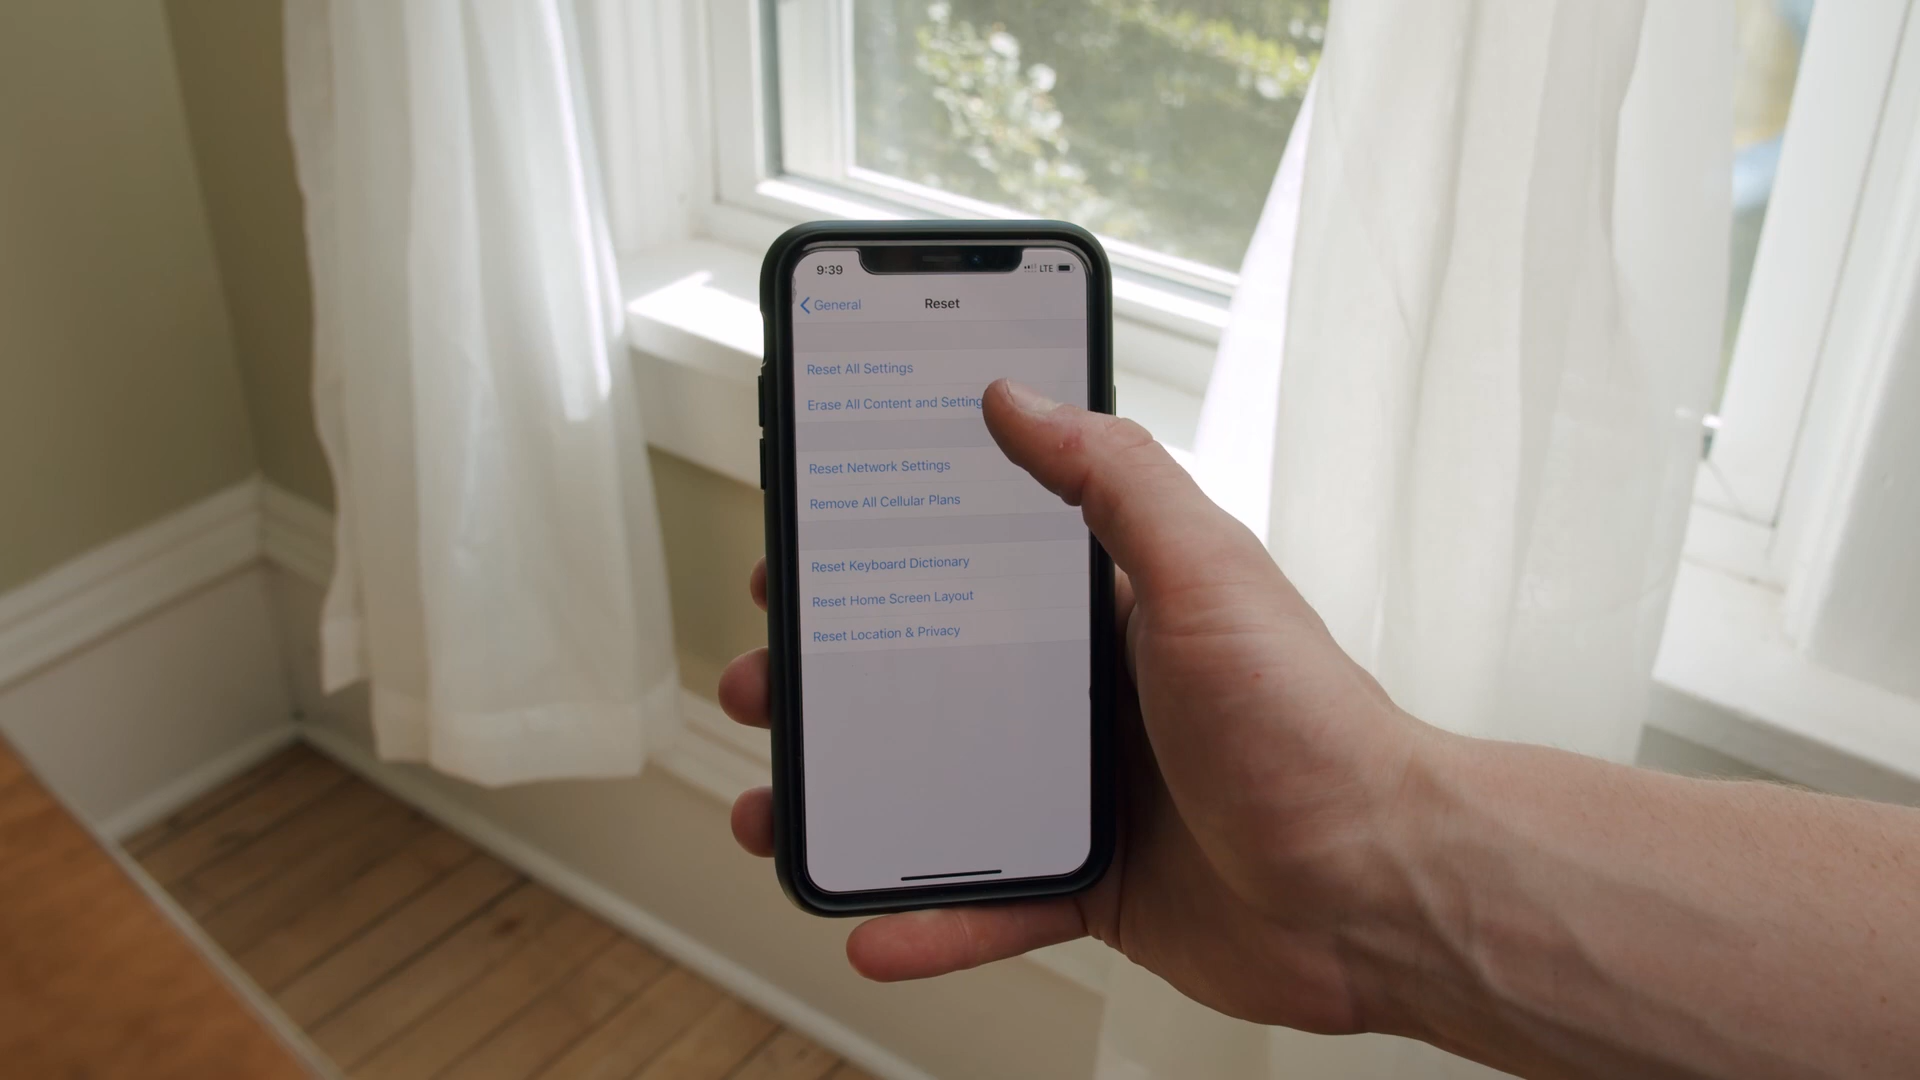 9:39
LTE
General
Reset
Reset All Settings
Erase All Content and Setting
Reset Network Settings
Remove All Cellular Plans
Reset Keyboard Dictionary
Reset Home Screen Layout
Reset Location & Privacy